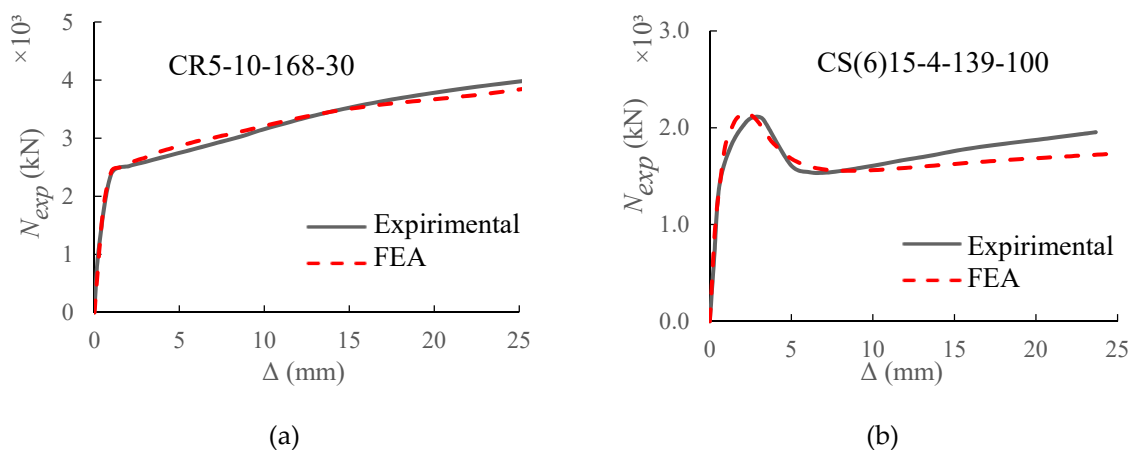 ×10³
5
4
3
2
1
0
N_exp (kN)
CR5-10-168-30
Expirimental
FEA
0 5 10 15 20 25
Δ (mm)
(a)
×10³
3.0
2.0
1.0
0.0
N_exp (kN)
CS(6)15-4-139-100
Expirimental
FEA
0 5 10 15 20 25
Δ (mm)
(b)